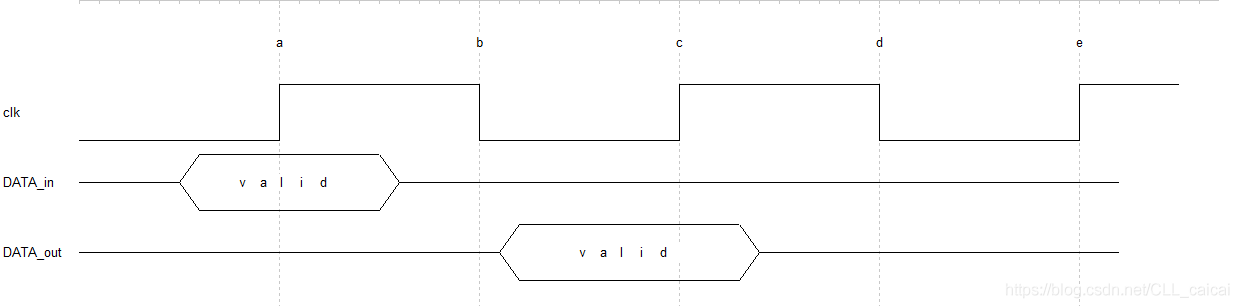 a b c d e
clk
DATA_in v a l i d
DATA_out v a l i d
https://blog.csdn.net/CLL_caicai